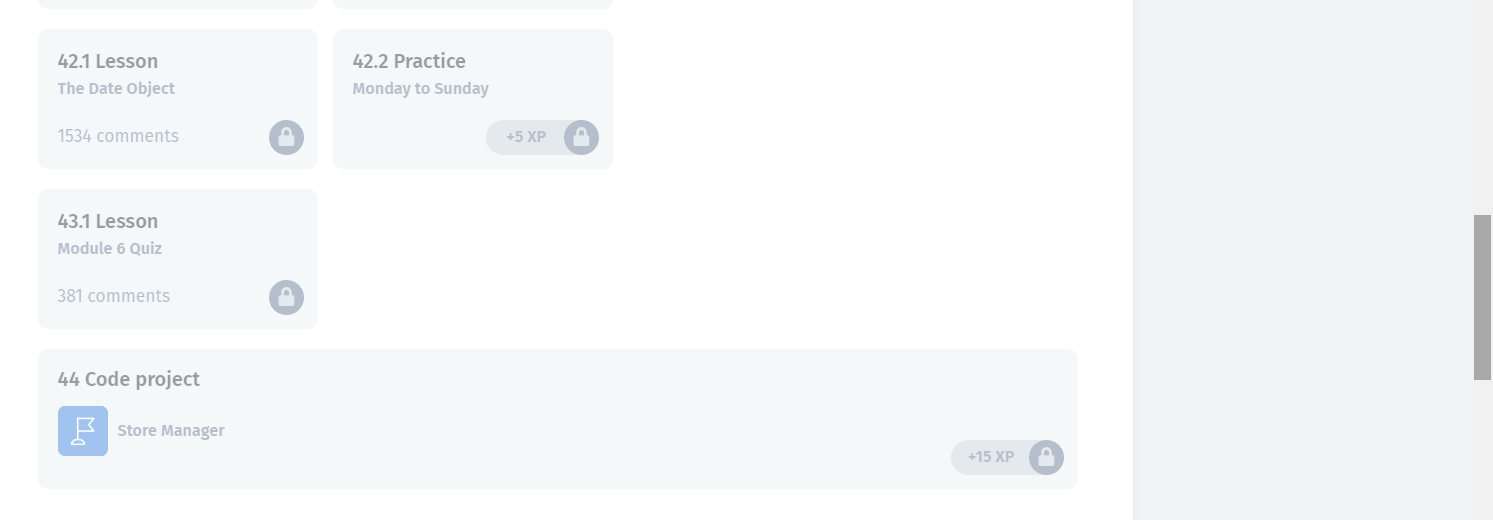 42.1 Lesson
The Date Object
1534 comments
42.2 Practice
Monday to Sunday
+5 XP
43.1 Lesson
Module 6 Quiz
381 comments
44 Code project
Store Manager
+15 XP